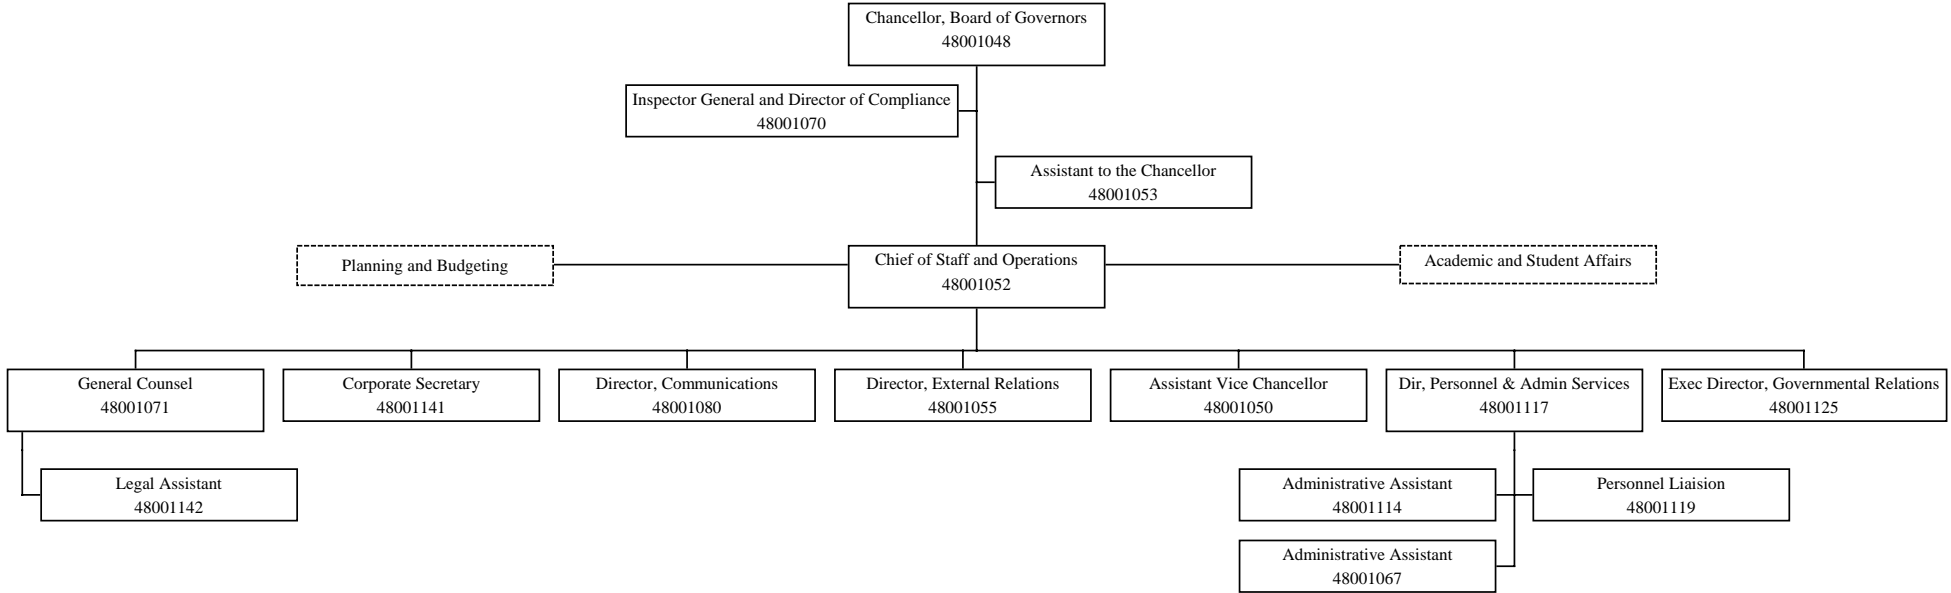 Chancellor, Board of Governors
48001048
Inspector General and Director of Compliance
48001070
Assistant to the Chancellor
48001053
Planning and Budgeting
Chief of Staff and Operations
48001052
Academic and Student Affairs
General Counsel
48001071
Corporate Secretary
48001141
Director, Communications
48001080
Director, External Relations
48001055
Assistant Vice Chancellor
48001050
Dir, Personnel & Admin Services
48001117
Exec Director, Governmental Relations
48001125
Legal Assistant
48001142
Administrative Assistant
48001114
Personnel Liaision
48001119
Administrative Assistant
48001067